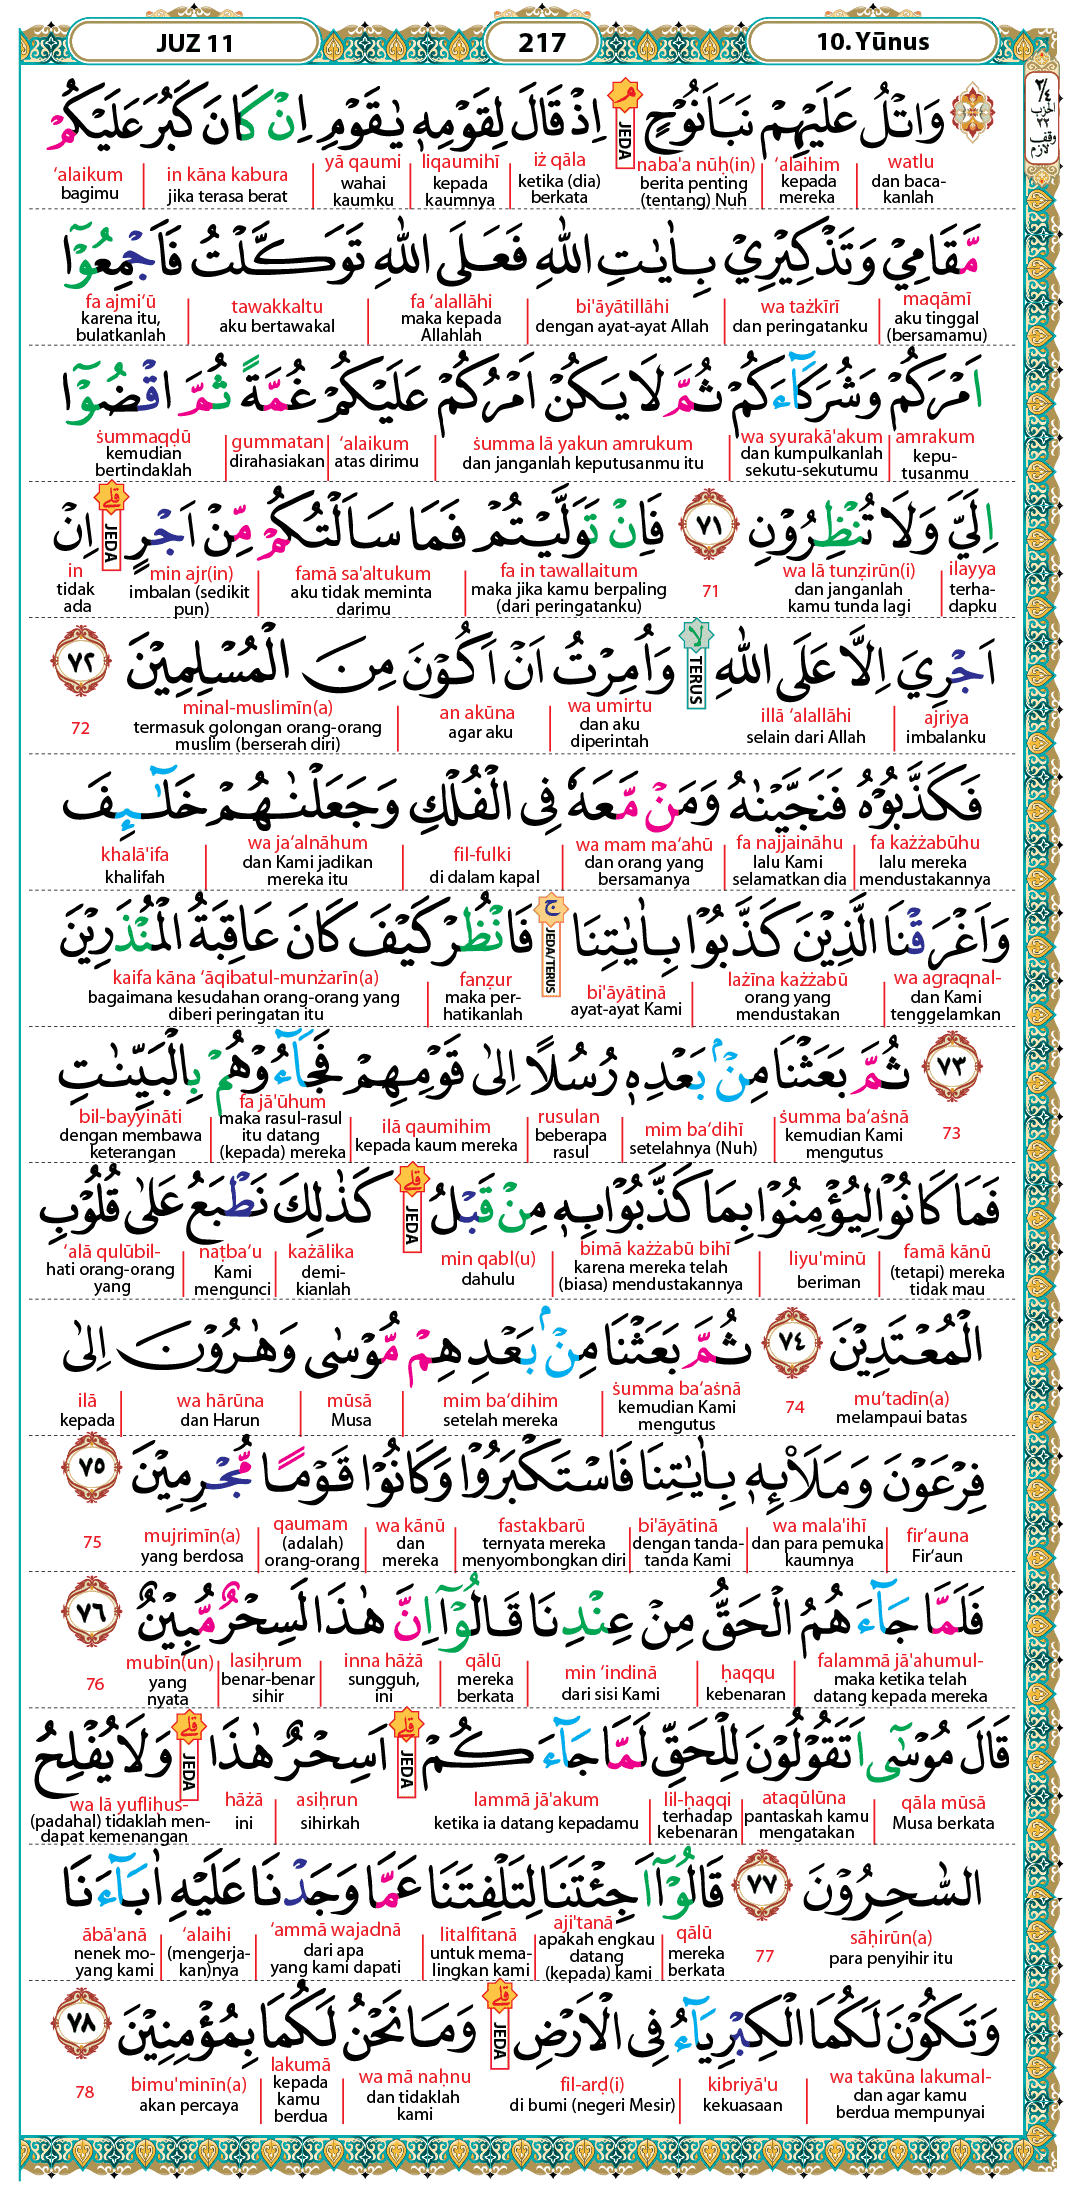 JUZ 11
217
10. Yūnus
٢/٤
الحزب
٢٢
وقف
لازم
وَاتْلُ عَلَيْهِمْ نَبَاَ نُوْحٍ ۘ اِذْ قَالَ لِقَوْمِهٖ يٰقَوْمِ اِنْ كَانَ كَبُرَ عَلَيْكُمْ
JEDA
watlu
dan baca-
kanlah
‘alaihim
kepada
mereka
naba'a nūḥ(in)
berita penting
(tentang) Nuh
iż qāla
ketika (dia)
berkata
liqaumihī
kepada
kaumnya
yā qaumi
wahai
kaumku
in kāna kabura
jika terasa berat
‘alaikum
bagimu
مَّقَامِيْ وَتَذْكِيْرِيْ بِاٰيٰتِ اللّٰهِ فَعَلَى اللّٰهِ تَوَكَّلْتُ فَاَجْمِعُوْٓا
maqāmī
aku tinggal
(bersamamu)
wa tażkīrī
dan peringatanku
bi'āyātillāhi
dengan ayat-ayat Allah
fa ‘alallāhi
maka kepada
Allahlah
tawakkaltu
aku bertawakal
fa ajmi‘ū
karena itu,
bulatkanlah
اَمْرَكُمْ وَشُرَكَاۤءَكُمْ ثُمَّ لَا يَكُنْ اَمْرُكُمْ عَلَيْكُمْ غُمَّةً ثُمَّ اقْضُوْٓا
amrakum
kepu-
tusanmu
wa syurakā'akum
dan kumpulkanlah
sekutu-sekutumu
ṡumma lā yakun amrukum
dan janganlah keputusanmu itu
‘alaikum
atas dirimu
gummatan
dirahasiakan
ṡummaqḍū
kemudian
bertindaklah
اِلَيَّ وَلَا تُنْظِرُوْنِ ٧١ فَاِنْ تَوَلَّيْتُمْ فَمَا سَاَلْتُكُمْ مِّنْ اَجْرٍ ۗ اِنْ
JEDA
ilayya
terha-
dapku
wa lā tunẓirūn(i)
dan janganlah
kamu tunda lagi
71
fa in tawallaitum
maka jika kamu berpaling
(dari peringatanku)
famā sa'altukum
aku tidak meminta
darimu
min ajr(in)
imbalan (sedikit
pun)
in
tidak
ada
اَجْرِيَ اِلَّا عَلَى اللّٰهِ ۙ وَاُمِرْتُ اَنْ اَكُوْنَ مِنَ الْمُسْلِمِيْنَ ٧٢
TERUS
ajriya
imbalanku
illā ‘alallāhi
selain dari Allah
wa umirtu
dan aku
diperintah
an akūna
agar aku
minal-muslimīn(a)
termasuk golongan orang-orang
muslim (berserah diri)
72
فَكَذَّبُوْهُ فَنَجَّيْنٰهُ وَمَنْ مَّعَهٗ فِى الْفُلْكِ وَجَعَلْنٰهُمْ خَلٰۤىِٕفَ
fa każżabūhu
lalu mereka
mendustakannya
fa najjaināhu
lalu Kami
selamatkan dia
wa mam ma‘ahū
dan orang yang
bersamanya
fil-fulki
di dalam kapal
wa ja‘alnāhum
dan Kami jadikan
mereka itu
khalā'ifa
khalifah
وَاَغْرَقْنَا الَّذِيْنَ كَذَّبُوْا بِاٰيٰتِنَا ۚ فَانْظُرْ كَيْفَ كَانَ عَاقِبَةُ الْمُنْذَرِيْنَ
JEDA/TERUS
wa agraqnal-
dan Kami
tenggelamkan
lażīna każżabū
orang yang
mendustakan
bi'āyātinā
ayat-ayat Kami
fanẓur
maka per-
hatikanlah
kaifa kāna ‘āqibatul-munżarīn(a)
bagaimana kesudahan orang-orang yang
diberi peringatan itu
٧٣ ثُمَّ بَعَثْنَا مِنْۢ بَعْدِهٖ رُسُلًا اِلٰى قَوْمِهِمْ فَجَاۤءُوْهُمْ بِالْبَيِّنٰتِ
73
ṡumma ba‘aṡnā
kemudian Kami
mengutus
mim ba‘dihī
setelahnya (Nuh)
rusulan
beberapa
rasul
ilā qaumihim
kepada kaum mereka
fa jā'ūhum
maka rasul-rasul
itu datang
(kepada) mereka
bil-bayyināti
dengan membawa
keterangan
فَمَا كَانُوْا لِيُؤْمِنُوْا بِمَا كَذَّبُوْا بِهٖ مِنْ قَبْلُ ۗ كَذٰلِكَ نَطْبَعُ عَلٰى قُلُوْبِ
JEDA
famā kānū
(tetapi) mereka
tidak mau
liyu'minū
beriman
bimā każżabū bihī
karena mereka telah
(biasa) mendustakannya
min qabl(u)
dahulu
każālika
demi-
kianlah
naṭba‘u
Kami
mengunci
‘alā qulūbil-
hati orang-orang
yang
الْمُعْتَدِيْنَ ٧٤ ثُمَّ بَعَثْنَا مِنْۢ بَعْدِهِمْ مُّوْسٰى وَهٰرُوْنَ اِلٰى
mu‘tadīn(a)
melampaui batas
74
ṡumma ba‘aṡnā
kemudian Kami
mengutus
mim ba‘dihim
setelah mereka
mūsā
Musa
wa hārūna
dan Harun
ilā
kepada
فِرْعَوْنَ وَمَلَا۟ىِٕهٖ بِاٰيٰتِنَا فَاسْتَكْبَرُوْا وَكَانُوْا قَوْمًا مُّجْرِمِيْنَ ٧٥
fir‘auna
Fir‘aun
wa mala'ihī
dan para pemuka
kaumnya
bi'āyātinā
dengan tanda-
tanda Kami
fastakbarū
ternyata mereka
menyombongkan diri
wa kānū
dan
mereka
qaumam
(adalah)
orang-orang
mujrimīn(a)
yang berdosa
75
فَلَمَّا جَاۤءَهُمُ الْحَقُّ مِنْ عِنْدِنَا قَالُوْٓا اِنَّ هٰذَا لَسِحْرٌ مُّبِيْنٌ ٧٦
falammā jā'ahumul-
maka ketika telah
datang kepada mereka
ḥaqqu
kebenaran
min ‘indinā
dari sisi Kami
qālū
mereka
berkata
inna hāżā
sungguh,
ini
lasiḥrum
benar-benar
sihir
mubīn(un)
yang
nyata
76
قَالَ مُوْسٰٓى اَتَقُوْلُوْنَ لِلْحَقِّ لَمَّا جَاۤءَكُمْ ۗ اَسِحْرٌ هٰذَا ۗ وَلَا يُفْلِحُ
JEDA
JEDA
qāla mūsā
Musa berkata
ataqūlūna
pantaskah kamu
mengatakan
lil-ḥaqqi
terhadap
kebenaran
lammā jā'akum
ketika ia datang kepadamu
asiḥrun
sihirkah
hāżā
ini
wa lā yuflihus-
(padahal) tidaklah men-
dapat kemenangan
السّٰحِرُوْنَ ٧٧ قَالُوْٓا اَجِئْتَنَا لِتَلْفِتَنَا عَمَّا وَجَدْنَا عَلَيْهِ اٰبَاۤءَنَا
sāḥirūn(a)
para penyihir itu
77
qālū
mereka
berkata
aji'tanā
apakah engkau
datang
(kepada) kami
litalfitanā
untuk mema-
lingkan kami
‘ammā wajadnā
dari apa
yang kami dapati
‘alaihi
(mengerja-
kan)nya
ābā'anā
nenek mo-
yang kami
وَتَكُوْنَ لَكُمَا الْكِبْرِيَاۤءُ فِى الْاَرْضِ ۗ وَمَا نَحْنُ لَكُمَا بِمُؤْمِنِيْنَ ٧٨
JEDA
wa takūna lakumal-
dan agar kamu
berdua mempunyai
kibriyā'u
kekuasaan
fil-arḍ(i)
di bumi (negeri Mesir)
wa mā naḥnu
dan tidaklah
kami
lakumā
kepada
kamu
berdua
bimu'minīn(a)
akan percaya
78